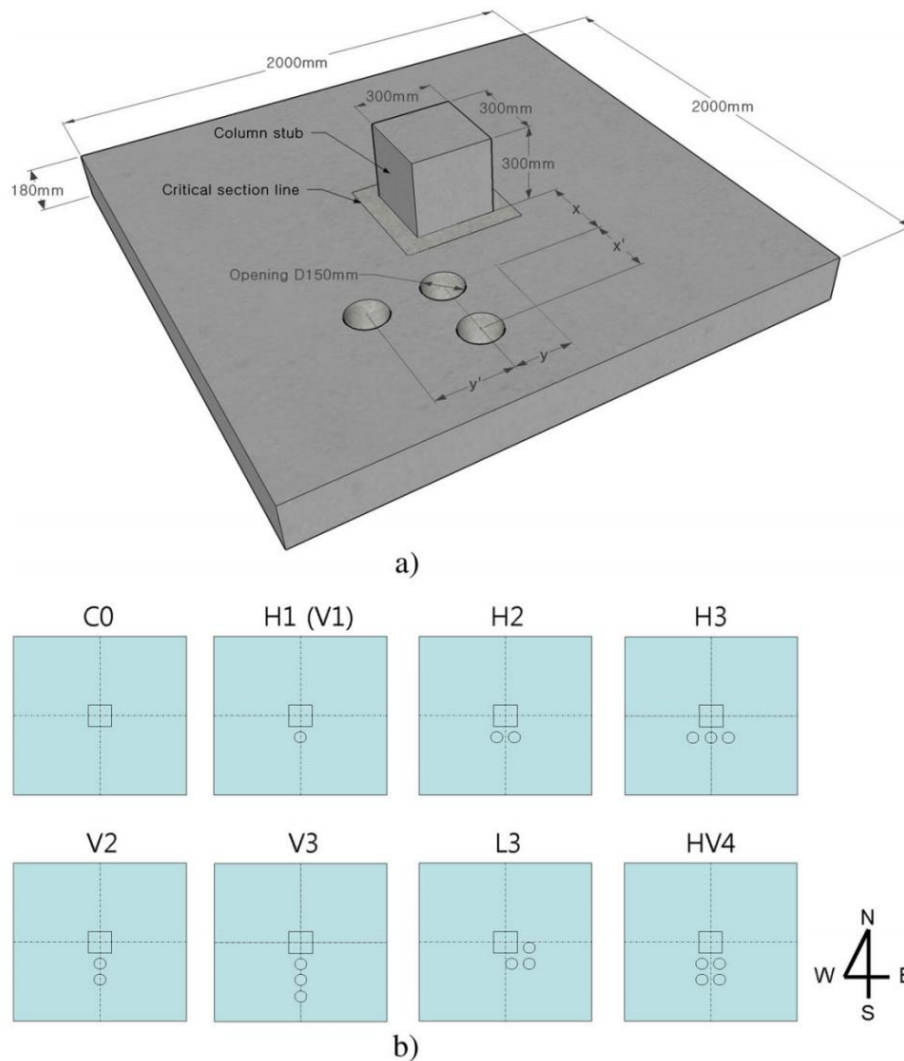 2000mm
2000mm
300mm
300mm
Column stub
300mm
180mm
Critical section line
x
x'
Opening D150mm
y
y'
a)
C0
H1 (V1)
H2
H3
V2
V3
L3
HV4
N
W
E
S
b)